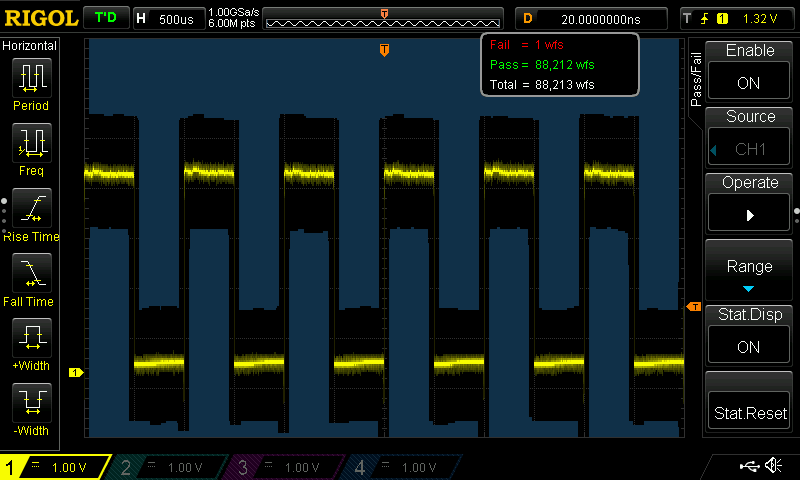 RIGOL T'D H 500us 1.00GSa/s D 20.0000000ns T 1 1.32 V
6.00M pts
T
Horizontal
Period
Freq
Rise Time
Fall Time
+Width
-Width
Fail = 1 wfs
Pass = 88,212 wfs
Total = 88,213 wfs
T
T
1
Pass/Fail
Enable
ON
Source
CH1
Operate
Range
Stat.Disp
ON
Stat.Reset
1 1.00 V 2 1.00 V 3 1.00 V 4 1.00 V